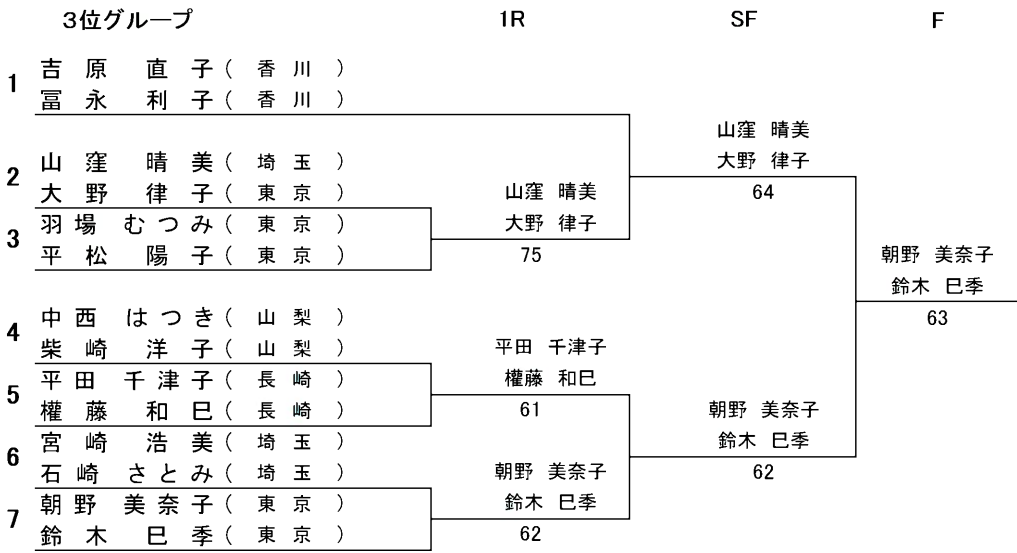 3位グループ 1R SF F
1 吉原 直子(香川)
冨永 利子(香川)
山窪 晴美
2 山窪 晴美(埼玉) 大野 律子
大野 律子(東京) 山窪 晴美 64
3 羽場 むつみ(東京) 大野 律子
平松 陽子(東京) 75 朝野 美奈子
鈴木 巳季
4 中西 はつき(山梨) 63
柴崎 洋子(山梨) 平田 千津子
5 平田 千津子(長崎) 權藤 和巳
權藤 和巳(長崎) 61 朝野 美奈子
6 宮崎 浩美(埼玉) 鈴木 巳季
石崎 さとみ(埼玉) 朝野 美奈子 62
7 朝野 美奈子(東京) 鈴木 巳季
鈴木 巳季(東京) 62